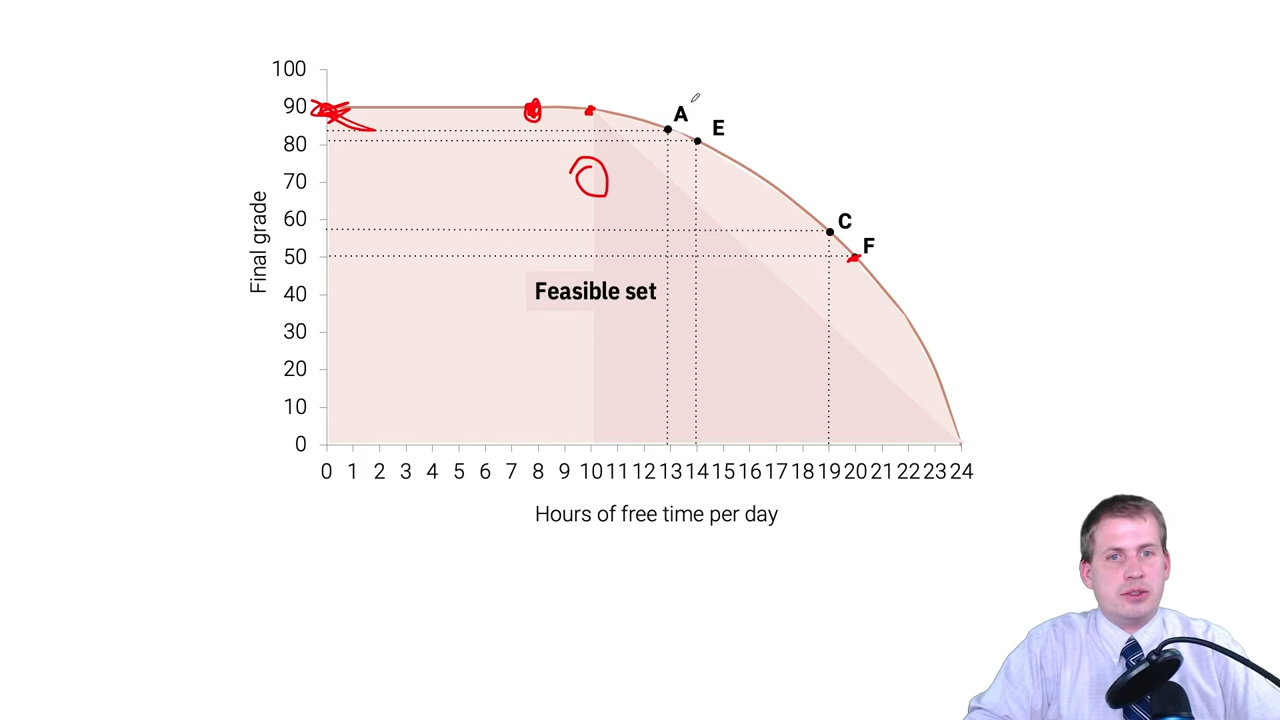 100
90
A
E
80
70
60
C
F
50
Final grade
40
Feasible set
30
20
10
0
0 1 2 3 4 5 6 7 8 9 10 11 12 13 14 15 16 17 18 19 20 21 22 23 24
Hours of free time per day